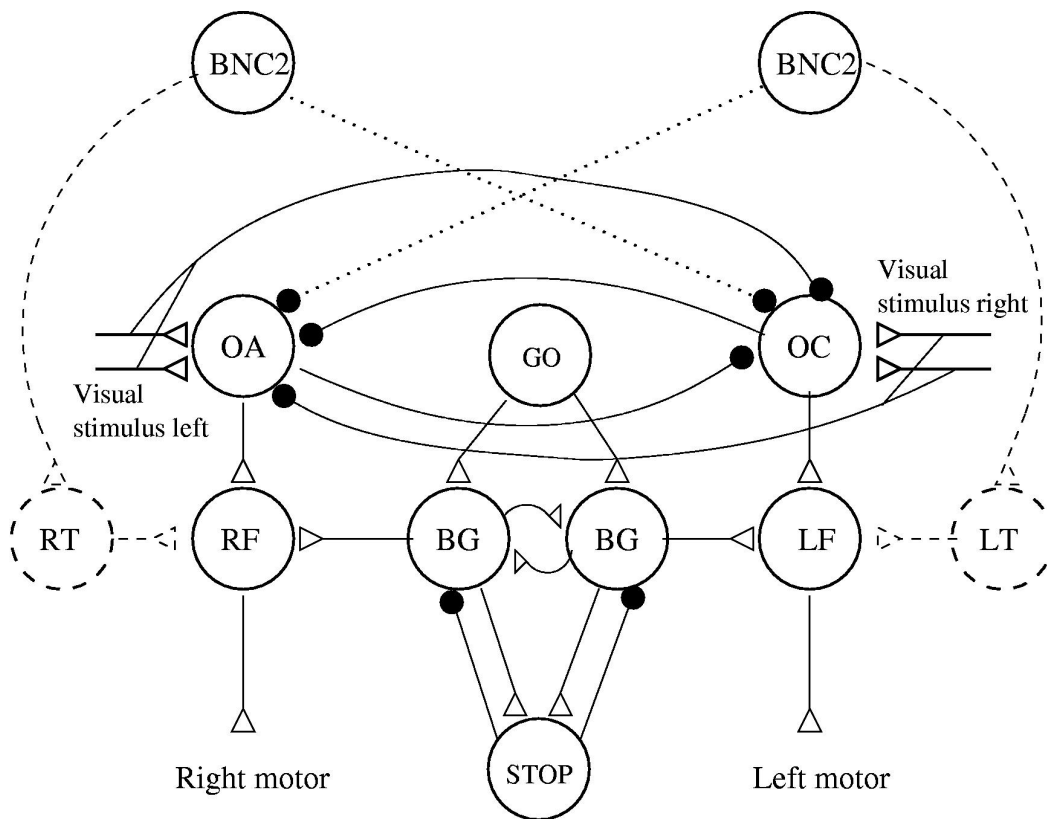 BNC2
BNC2
Visual
stimulus right
OA
GO
OC
Visual
stimulus left
RT
RF
BG
BG
LF
LT
Right motor
STOP
Left motor